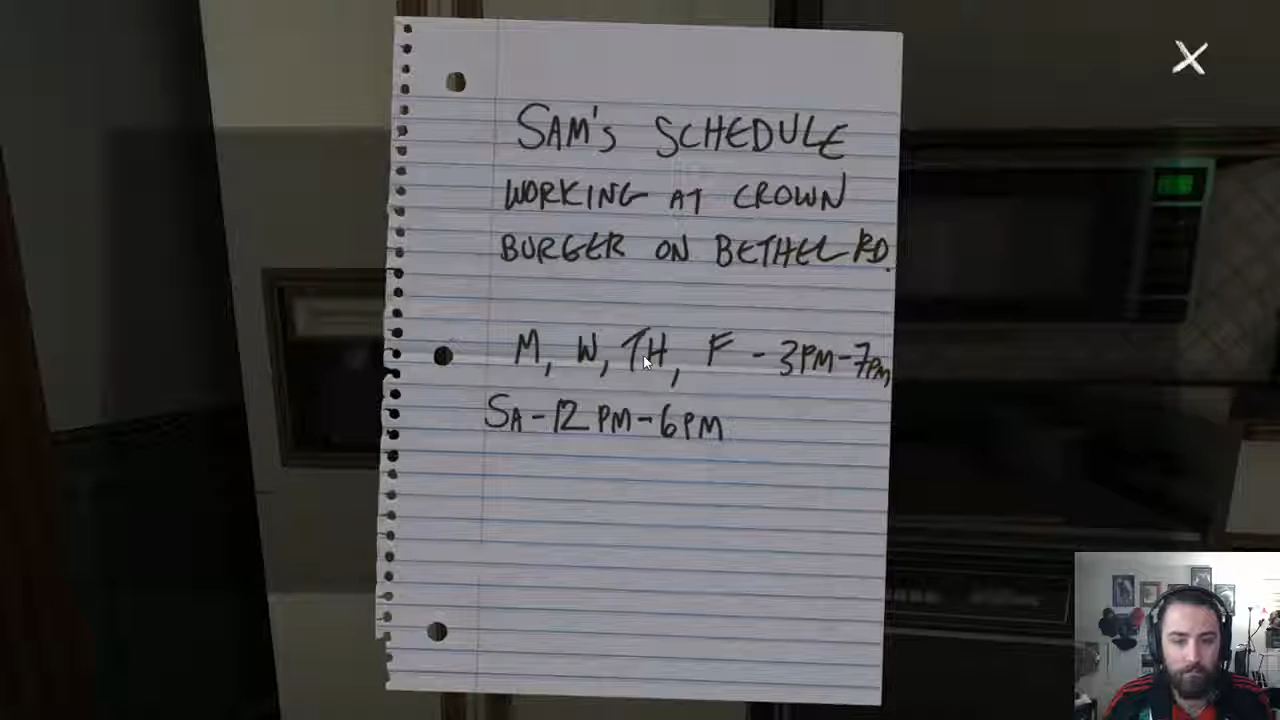 SAM'S SCHEDULE
WORKING AT CROWN
BURGER ON BETHEL RD.
M, W, TH, F - 3PM-7PM
SA-12 PM-6PM